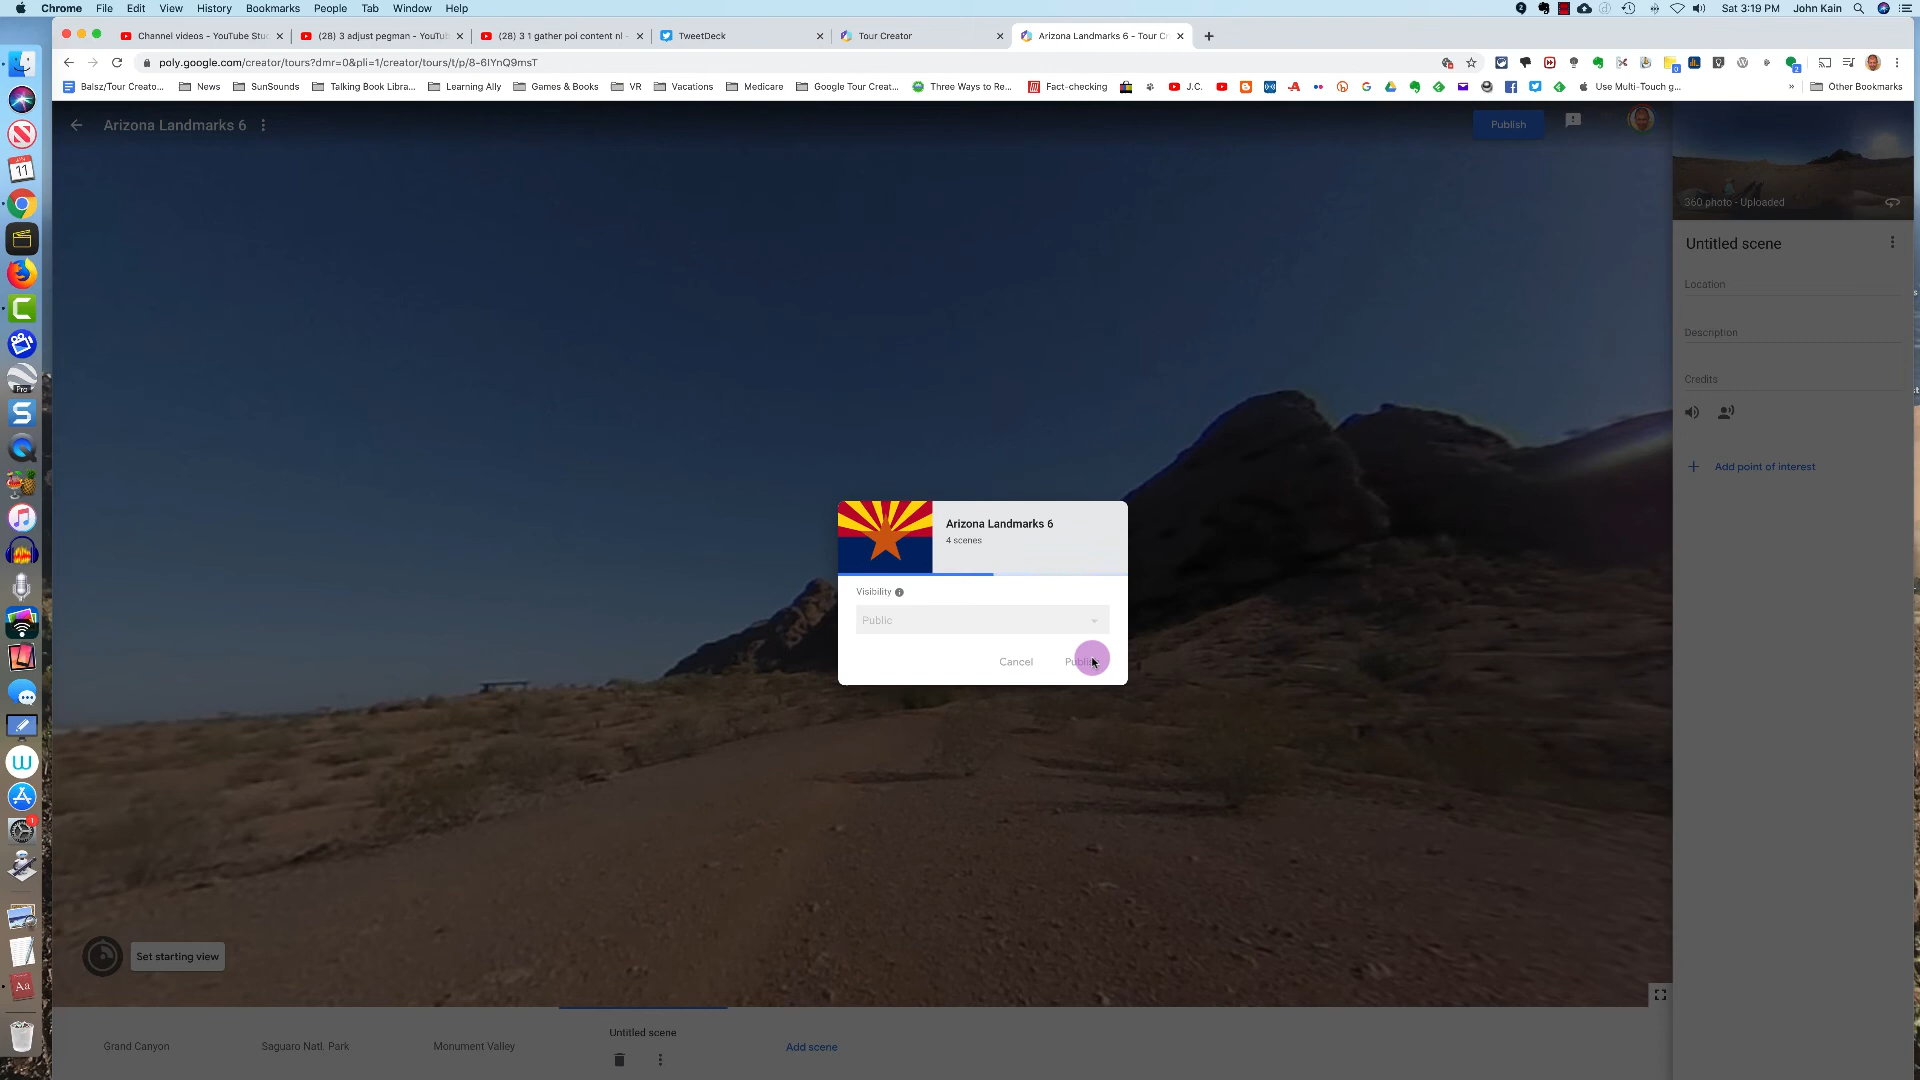 Chrome File Edit View History Bookmarks People Tab Window Help
Sat 3:19 PM John Kain
Channel videos - YouTube Stu
(28) 3 adjust pegman - YouTu
(28) 3 1 gather poi content nl -
TweetDeck
Tour Creator
Arizona Landmarks 6 - Tour C
poly.google.com/creator/tours?dmr=0&pli=1/creator/tours/t/p/8-6IYnQ9msT
Balsz/Tour Creato...
News
SunSounds
Talking Book Libra...
Learning Ally
Games & Books
VR
Vacations
Medicare
Google Tour Creat...
Three Ways to Re...
Fact-checking
J.C.
Use Multi-Touch g...
Other Bookmarks
Arizona Landmarks 6
Publish
360 photo - Uploaded
Untitled scene
Location
Description
Credits
Add point of interest
Arizona Landmarks 6
4 scenes
Visibility
Public
Cancel
Set starting view
Grand Canyon
Saguaro Natl. Park
Monument Valley
Untitled scene
Add scene